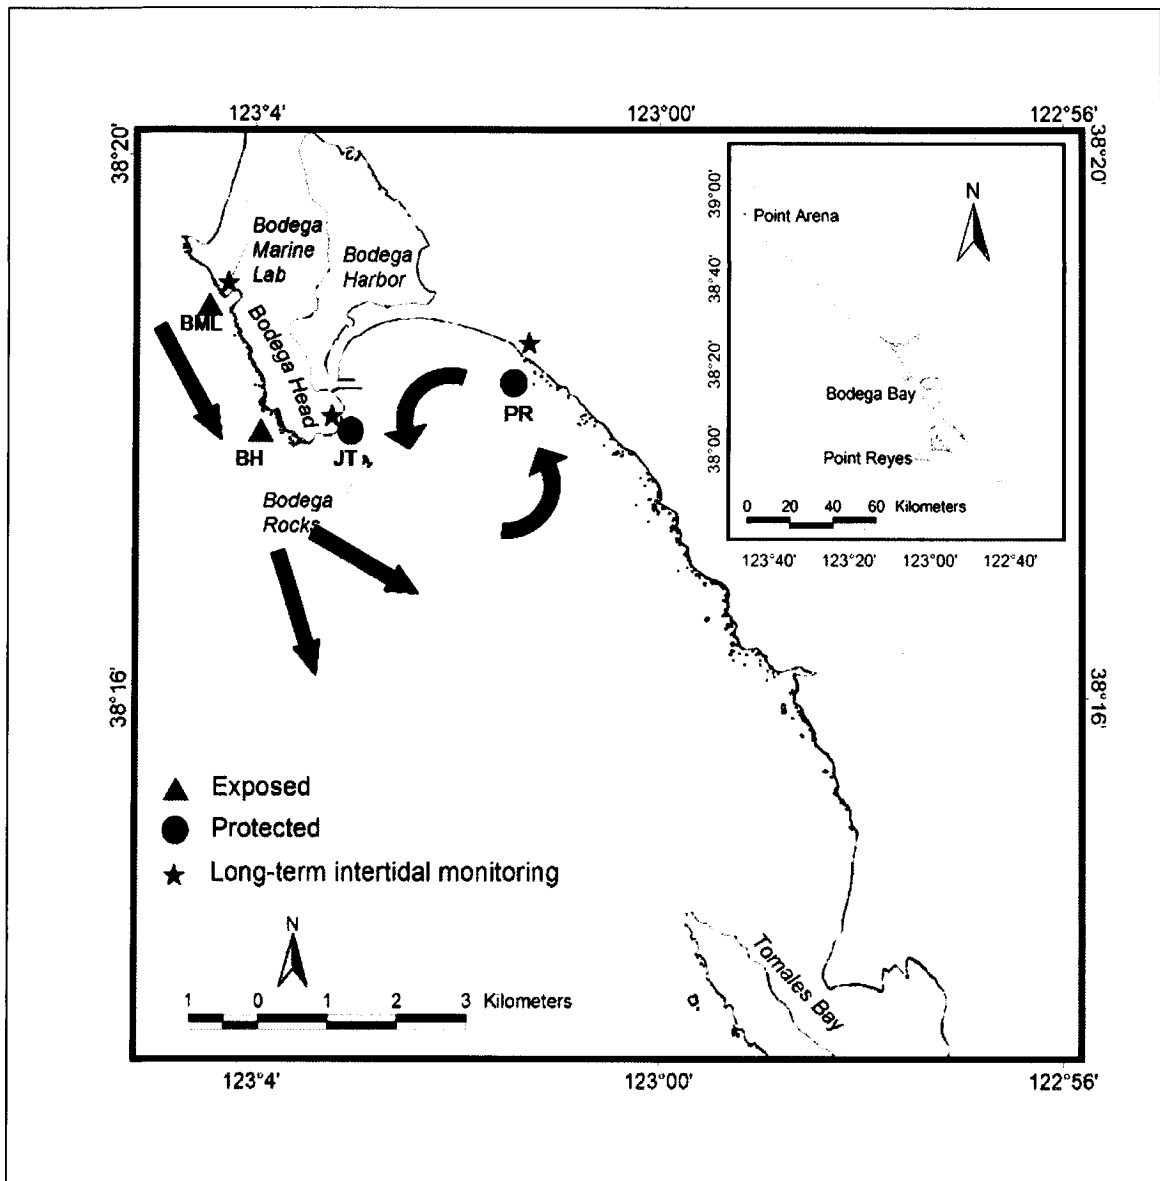 123°4'
123°00'
122°56'
38°20'
38°20'
N
39°00'
38°40'
38°20'
38°00'
Point Arena
Bodega Bay
Point Reyes
0 20 40 60 Kilometers
123°40' 123°20' 123°00' 122°40'
Bodega
Marine
Lab
Bodega
Harbor
BML
Bodega Head
PR
BH
JT
Bodega
Rocks
38°16'
38°16'
Exposed
Protected
Long-term intertidal monitoring
N
1 0 1 2 3 Kilometers
Tomales Bay
123°4'
123°00'
122°56'